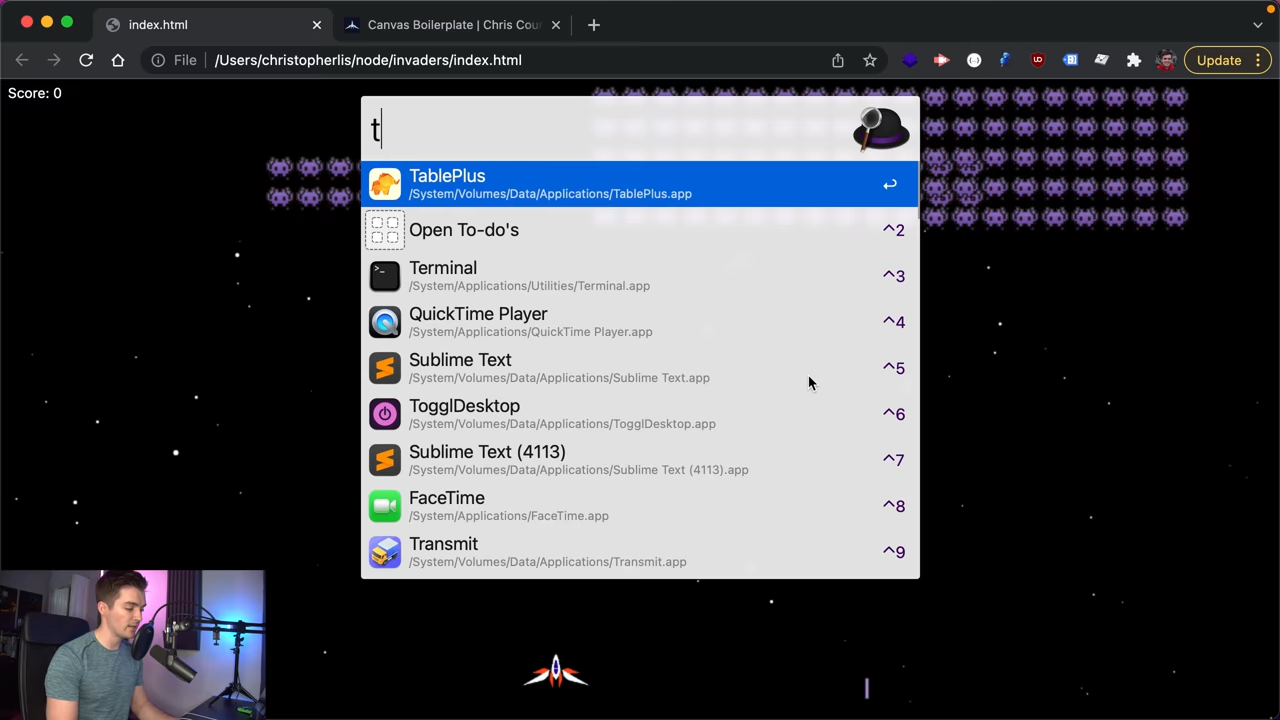 index.html
Canvas Boilerplate | Chris Cour
File
/Users/christopherlis/node/invaders/index.html
Update
Score: 0
t
TablePlus
/System/Volumes/Data/Applications/TablePlus.app
Open To-do's
^2
Terminal
^3
/System/Applications/Utilities/Terminal.app
QuickTime Player
^4
/System/Applications/QuickTime Player.app
Sublime Text
^5
/System/Volumes/Data/Applications/Sublime Text.app
TogglDesktop
^6
/System/Volumes/Data/Applications/TogglDesktop.app
Sublime Text (4113)
^7
/System/Volumes/Data/Applications/Sublime Text (4113).app
FaceTime
^8
/System/Applications/FaceTime.app
Transmit
^9
/System/Volumes/Data/Applications/Transmit.app